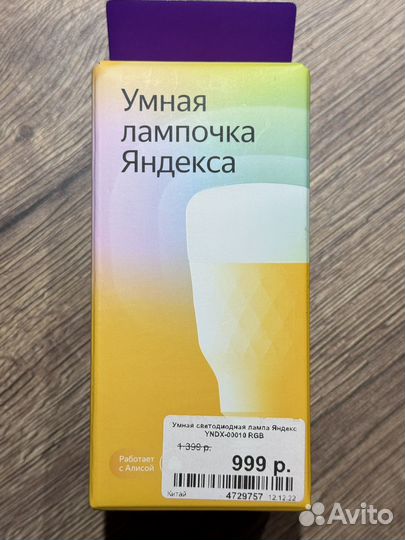 Умная
лампочка
Яндекса
Работает
с Алисой
Умная светодиодная лампа Яндекс
YNDX-00010 RGB
1 399 р.
999 р.
Китай
4729757 12.12.22
Avito